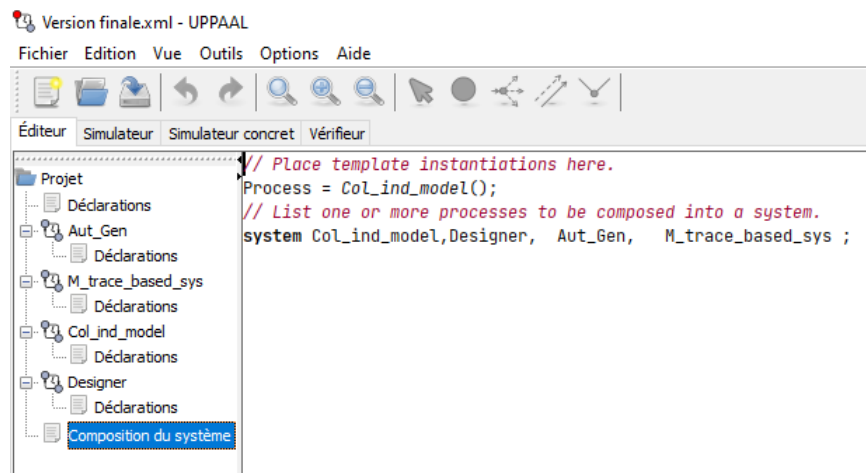 Version finale.xml - UPPAAL
Fichier Edition Vue Outils Options Aide
Éditeur Simulateur Simulateur concret Vérifieur
Projet
Déclarations
Aut_Gen
Déclarations
M_trace_based_sys
Déclarations
Col_ind_model
Déclarations
Designer
Déclarations
Composition du système
// Place template instantiations here.
Process = Col_ind_model();
// List one or more processes to be composed into a system.
system Col_ind_model,Designer, Aut_Gen, M_trace_based_sys ;